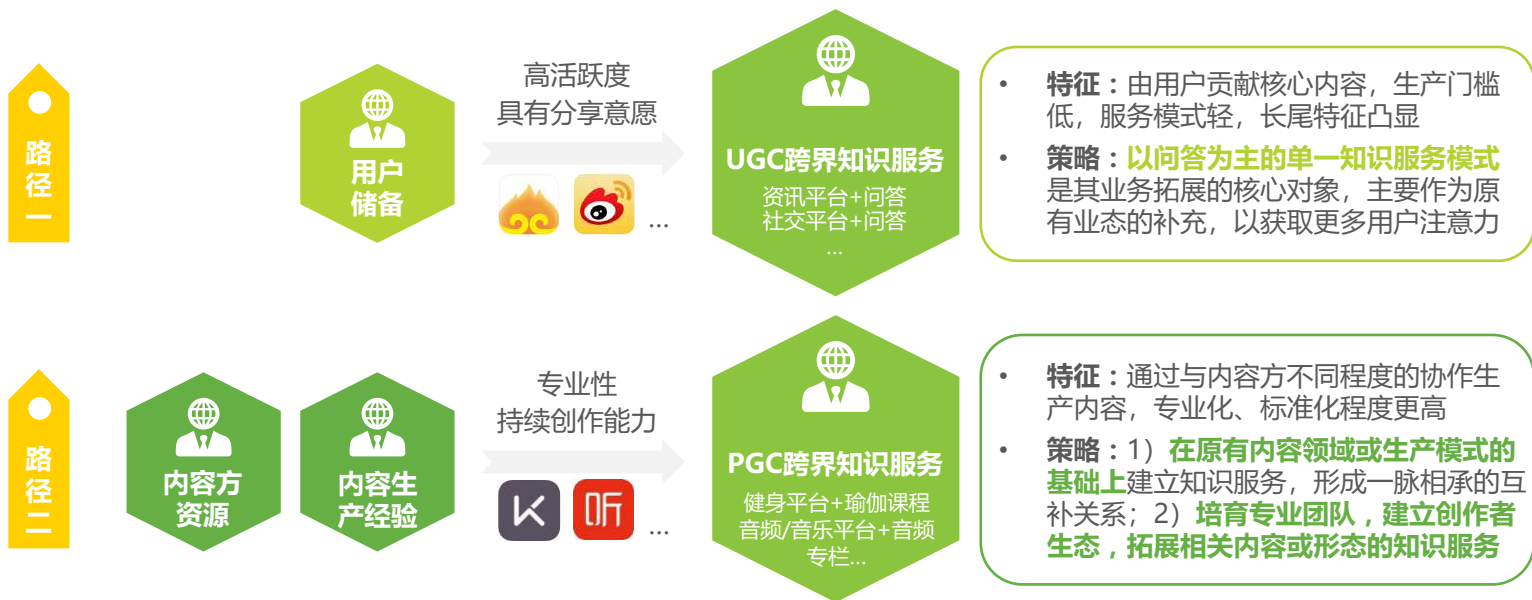 路径一
用户
储备
高活跃度
具有分享意愿
...
UGC跨界知识服务
资讯平台+问答
社交平台+问答
...
• 特征：由用户贡献核心内容，生产门槛
低，服务模式轻，长尾特征凸显
• 策略：以问答为主的单一知识服务模式
是其业务拓展的核心对象，主要作为原
有业态的补充，以获取更多用户注意力
路径二
内容方
资源
内容生
产经验
专业性
持续创作能力
听
...
PGC跨界知识服务
健身平台+瑜伽课程
音频/音乐平台+音频
专栏...
• 特征：通过与内容方不同程度的协作生
产内容，专业化、标准化程度更高
• 策略：1）在原有内容领域或生产模式的
基础上建立知识服务，形成一脉相承的互
补关系；2）培育专业团队，建立创作者
生态，拓展相关内容或形态的知识服务